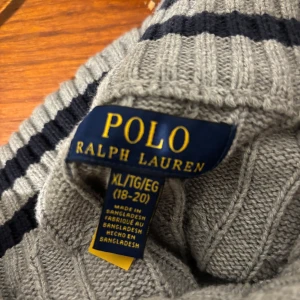 POLO
RALPH LAUREN
XL/TG/EG
(18-20)
MADE IN
BANGLADESH
FABRIQUÉ AU
BANGLADESH
HECHO EN
BANGLADESH